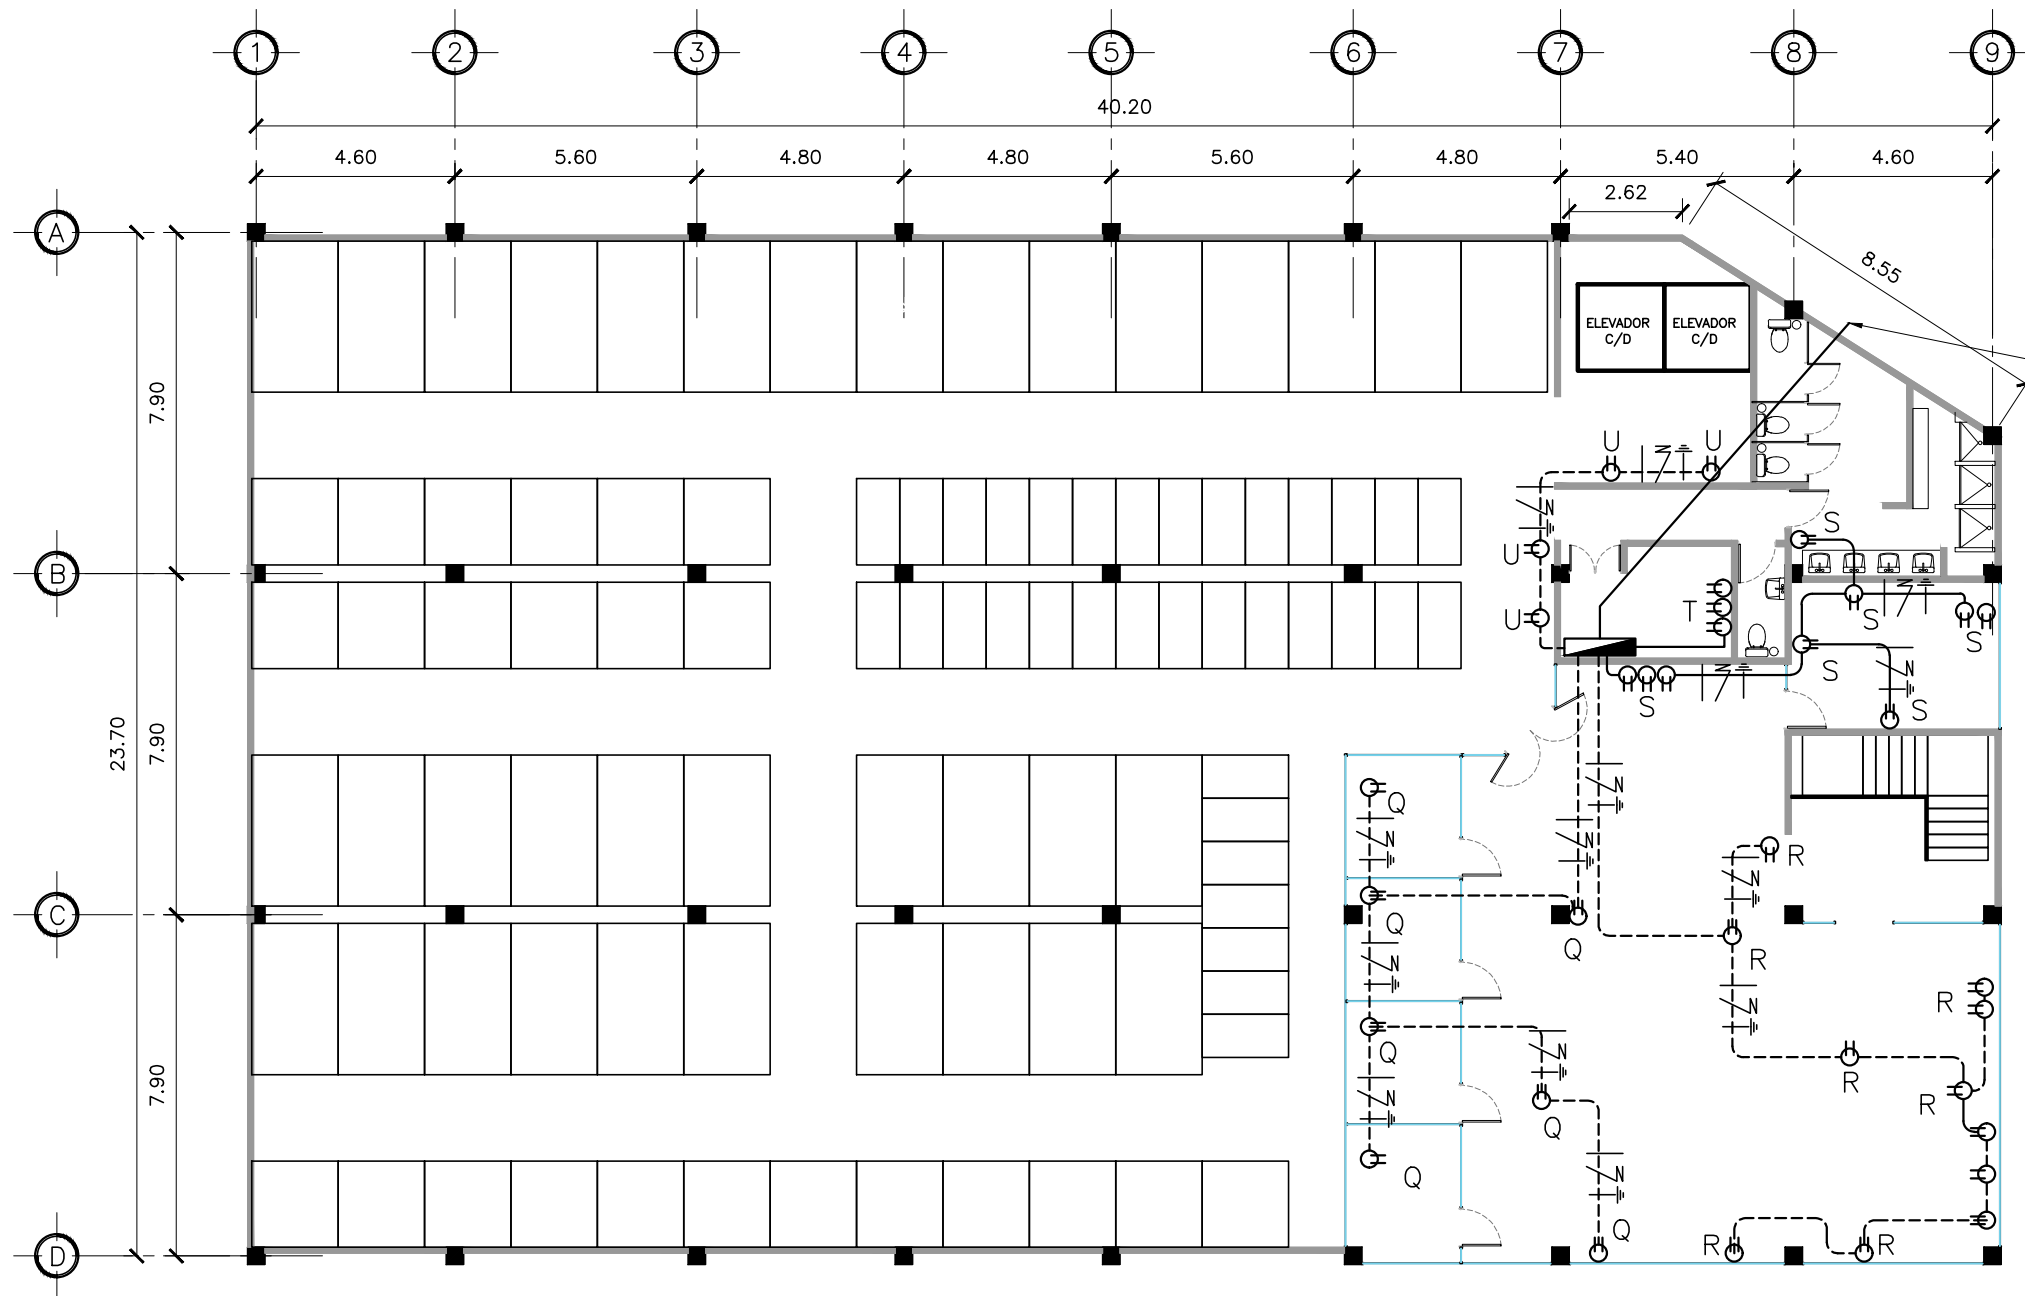 1 2 3 4 5 6 7 8 9
40.20
4.60 5.60 4.80 4.80 5.60 4.80 5.40 4.60
2.62
A
8.55
ELEVADOR ELEVADOR
C/D C/D
7.90
U N U
S
N
U
B
T
U
N
S S
S
N
S
S
N
23.70
7.90
N
Q
N N
R
N
C
Q
Q
R
N
R
N
Q
N
R
R
7.90
N
Q
Q
N
Q
R R
D